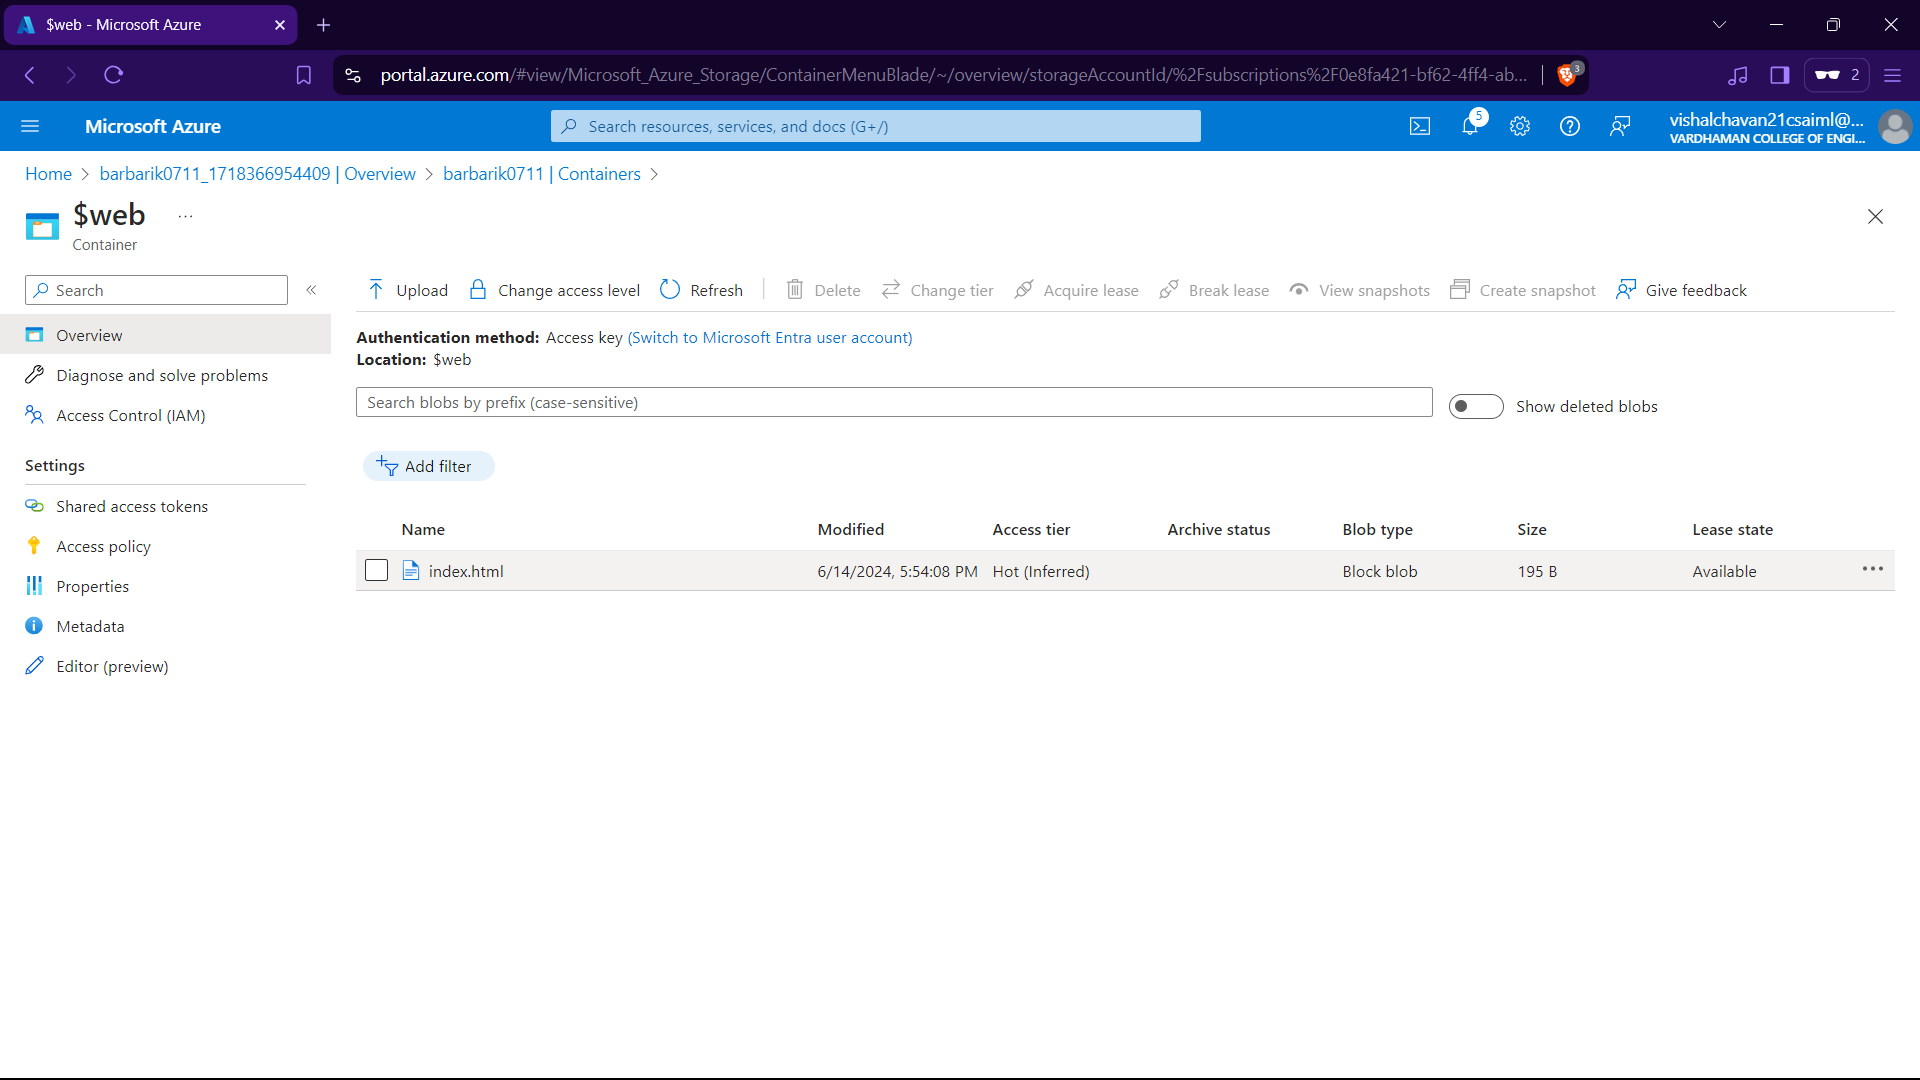 $web - Microsoft Azure
portal.azure.com/#view/Microsoft_Azure_Storage/ContainerMenuBlade/~/overview/storageAccountId/%2Fsubscriptions%2F0e8fa421-bf62-4ff4-ab...
3
2
Microsoft Azure
Search resources, services, and docs (G+/)
5
vishalchavan21csaiml@...
VARDHAMAN COLLEGE OF ENGI...
Home > barbarik0711_1718366954409 | Overview > barbarik0711 | Containers >
$web ...
Container
Search
Upload Change access level Refresh Delete Change tier Acquire lease Break lease View snapshots Create snapshot Give feedback
Overview
Diagnose and solve problems
Access Control (IAM)
Settings
Shared access tokens
Access policy
Properties
Metadata
Editor (preview)
Authentication method: Access key (Switch to Microsoft Entra user account)
Location: $web
Search blobs by prefix (case-sensitive)
Show deleted blobs
Add filter
Name Modified Access tier Archive status Blob type Size Lease state
index.html 6/14/2024, 5:54:08 PM Hot (Inferred) Block blob 195 B Available ...